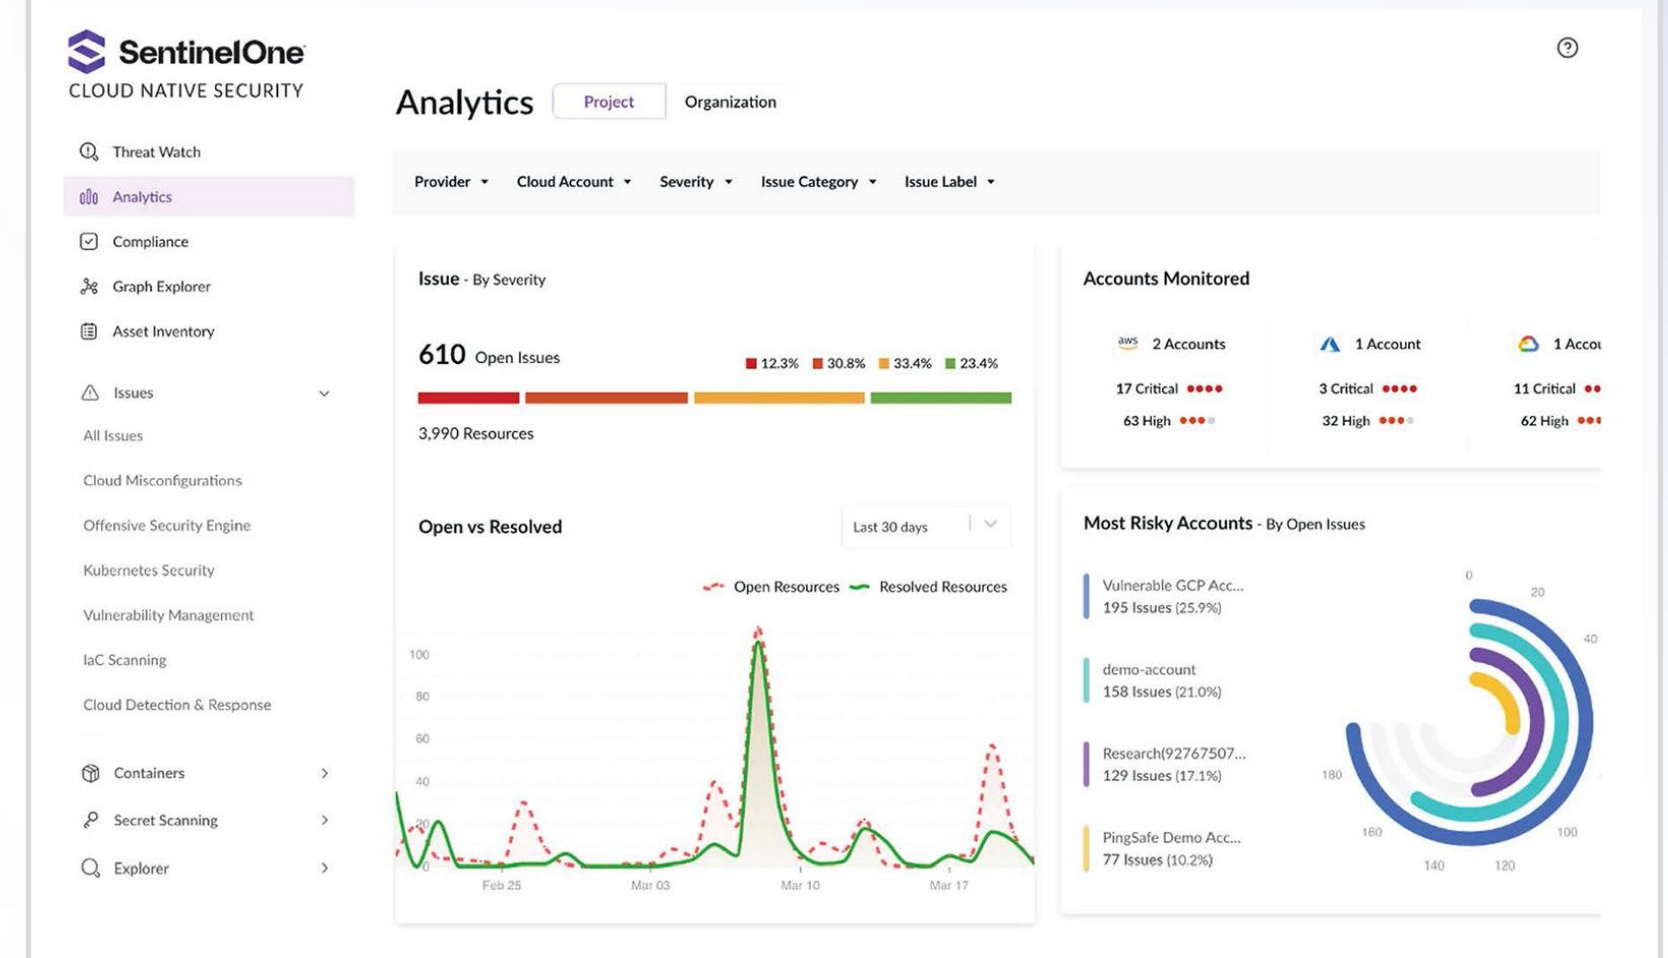 SentinelOne
CLOUD NATIVE SECURITY
Threat Watch
Analytics
Compliance
Graph Explorer
Asset Inventory
Issues
All Issues
Cloud Misconfigurations
Offensive Security Engine
Kubernetes Security
Vulnerability Management
IaC Scanning
Cloud Detection & Response
Containers
Secret Scanning
Explorer
Analytics
Project
Organization
Provider
Cloud Account
Severity
Issue Category
Issue Label
Issue - By Severity
610 Open Issues
12.3% 30.8% 33.4% 23.4%
3,990 Resources
Open vs Resolved
Last 30 days
Open Resources Resolved Resources
100
80
60
40
20
0
Feb 25 Mar 03 Mar 10 Mar 17
Accounts Monitored
aws 2 Accounts
17 Critical
63 High
1 Account
3 Critical
32 High
1 Accou
11 Critical
62 High
Most Risky Accounts - By Open Issues
Vulnerable GCP Acc...
195 Issues (25.9%)
demo-account
158 Issues (21.0%)
Research(92767507...
129 Issues (17.1%)
PingSafe Demo Acc...
77 Issues (10.2%)
0
20
40
100
120
140
160
180